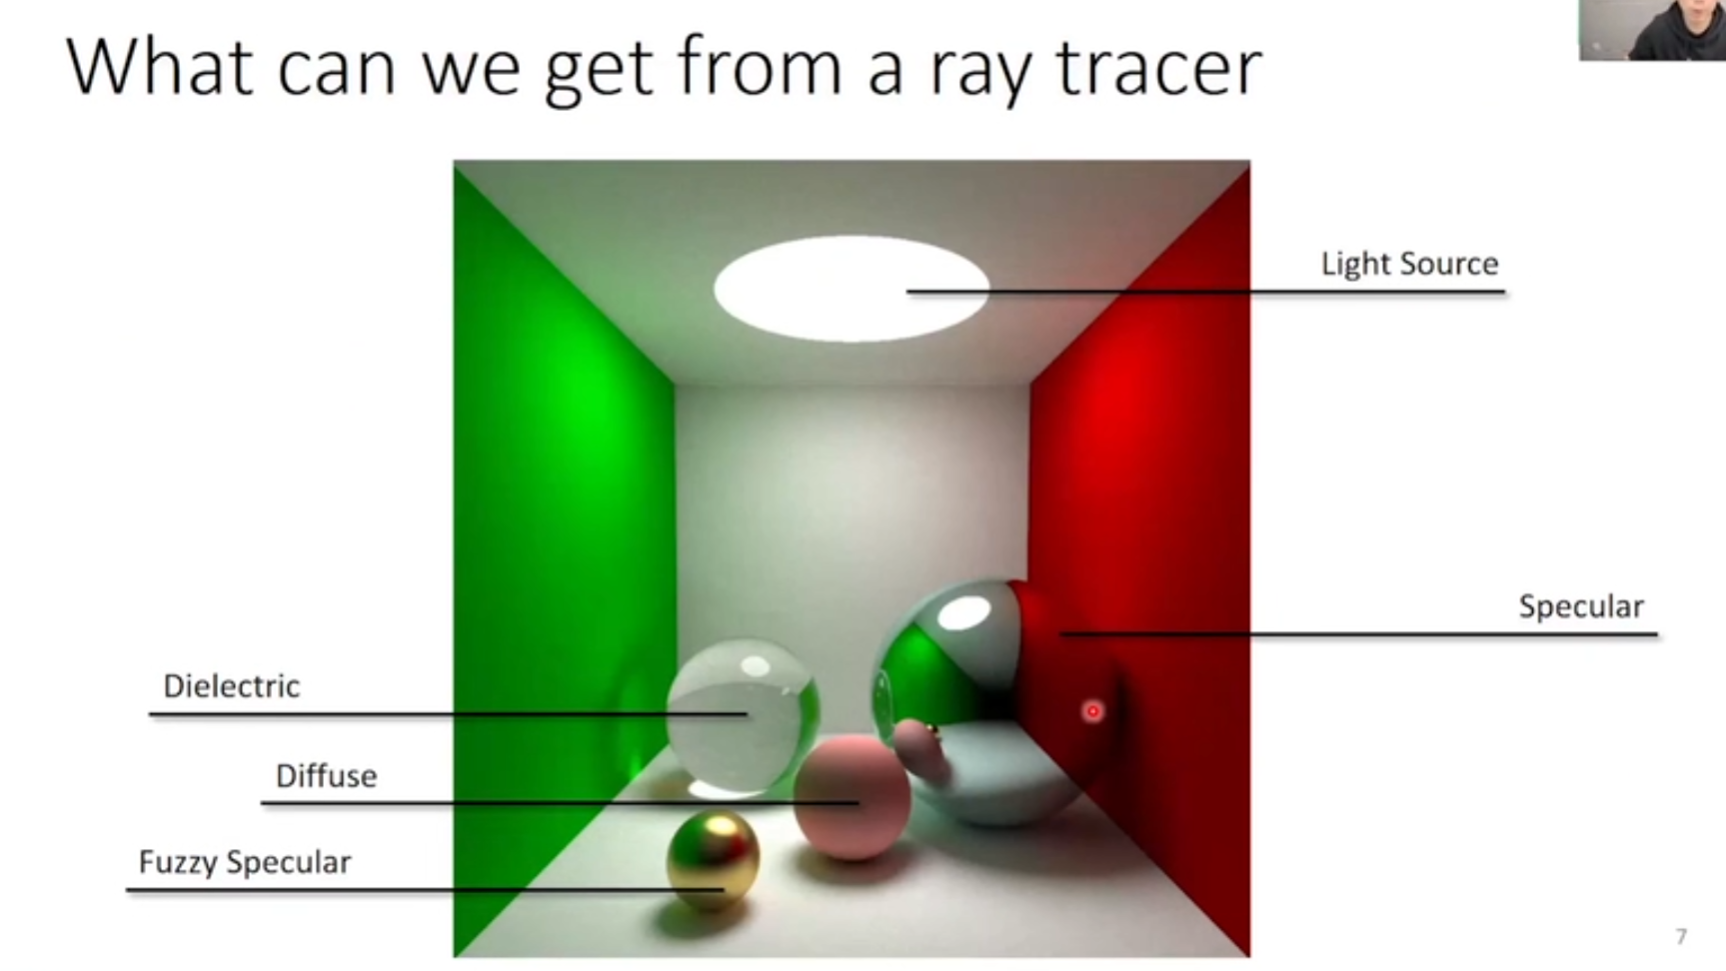 What can we get from a ray tracer
Light Source
Specular
Dielectric
Diffuse
Fuzzy Specular
7